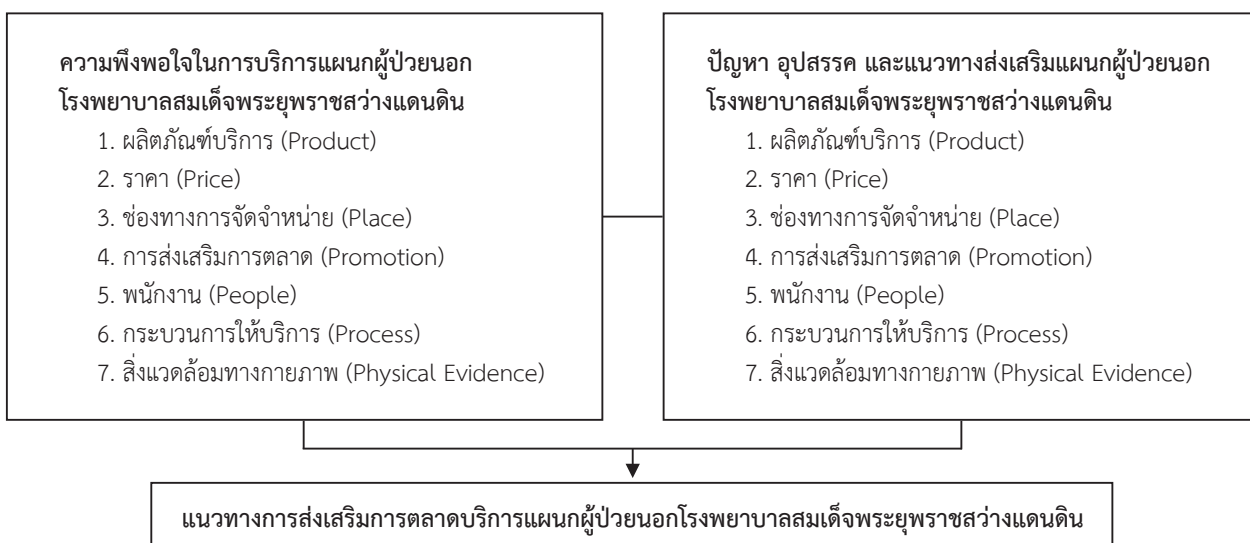 ความพึงพอใจในการบริการแผนกผู้ป่วยนอก
โรงพยาบาลสมเด็จพระยุพราชสว่างแดนดิน
1. ผลิตภัณฑ์บริการ (Product)
2. ราคา (Price)
3. ช่องทางการจัดจำหน่าย (Place)
4. การส่งเสริมการตลาด (Promotion)
5. พนักงาน (People)
6. กระบวนการให้บริการ (Process)
7. สิ่งแวดล้อมทางกายภาพ (Physical Evidence)
ปัญหา อุปสรรค และแนวทางส่งเสริมแผนกผู้ป่วยนอก
โรงพยาบาลสมเด็จพระยุพราชสว่างแดนดิน
1. ผลิตภัณฑ์บริการ (Product)
2. ราคา (Price)
3. ช่องทางการจัดจำหน่าย (Place)
4. การส่งเสริมการตลาด (Promotion)
5. พนักงาน (People)
6. กระบวนการให้บริการ (Process)
7. สิ่งแวดล้อมทางกายภาพ (Physical Evidence)
แนวทางการส่งเสริมการตลาดบริการแผนกผู้ป่วยนอกโรงพยาบาลสมเด็จพระยุพราชสว่างแดนดิน